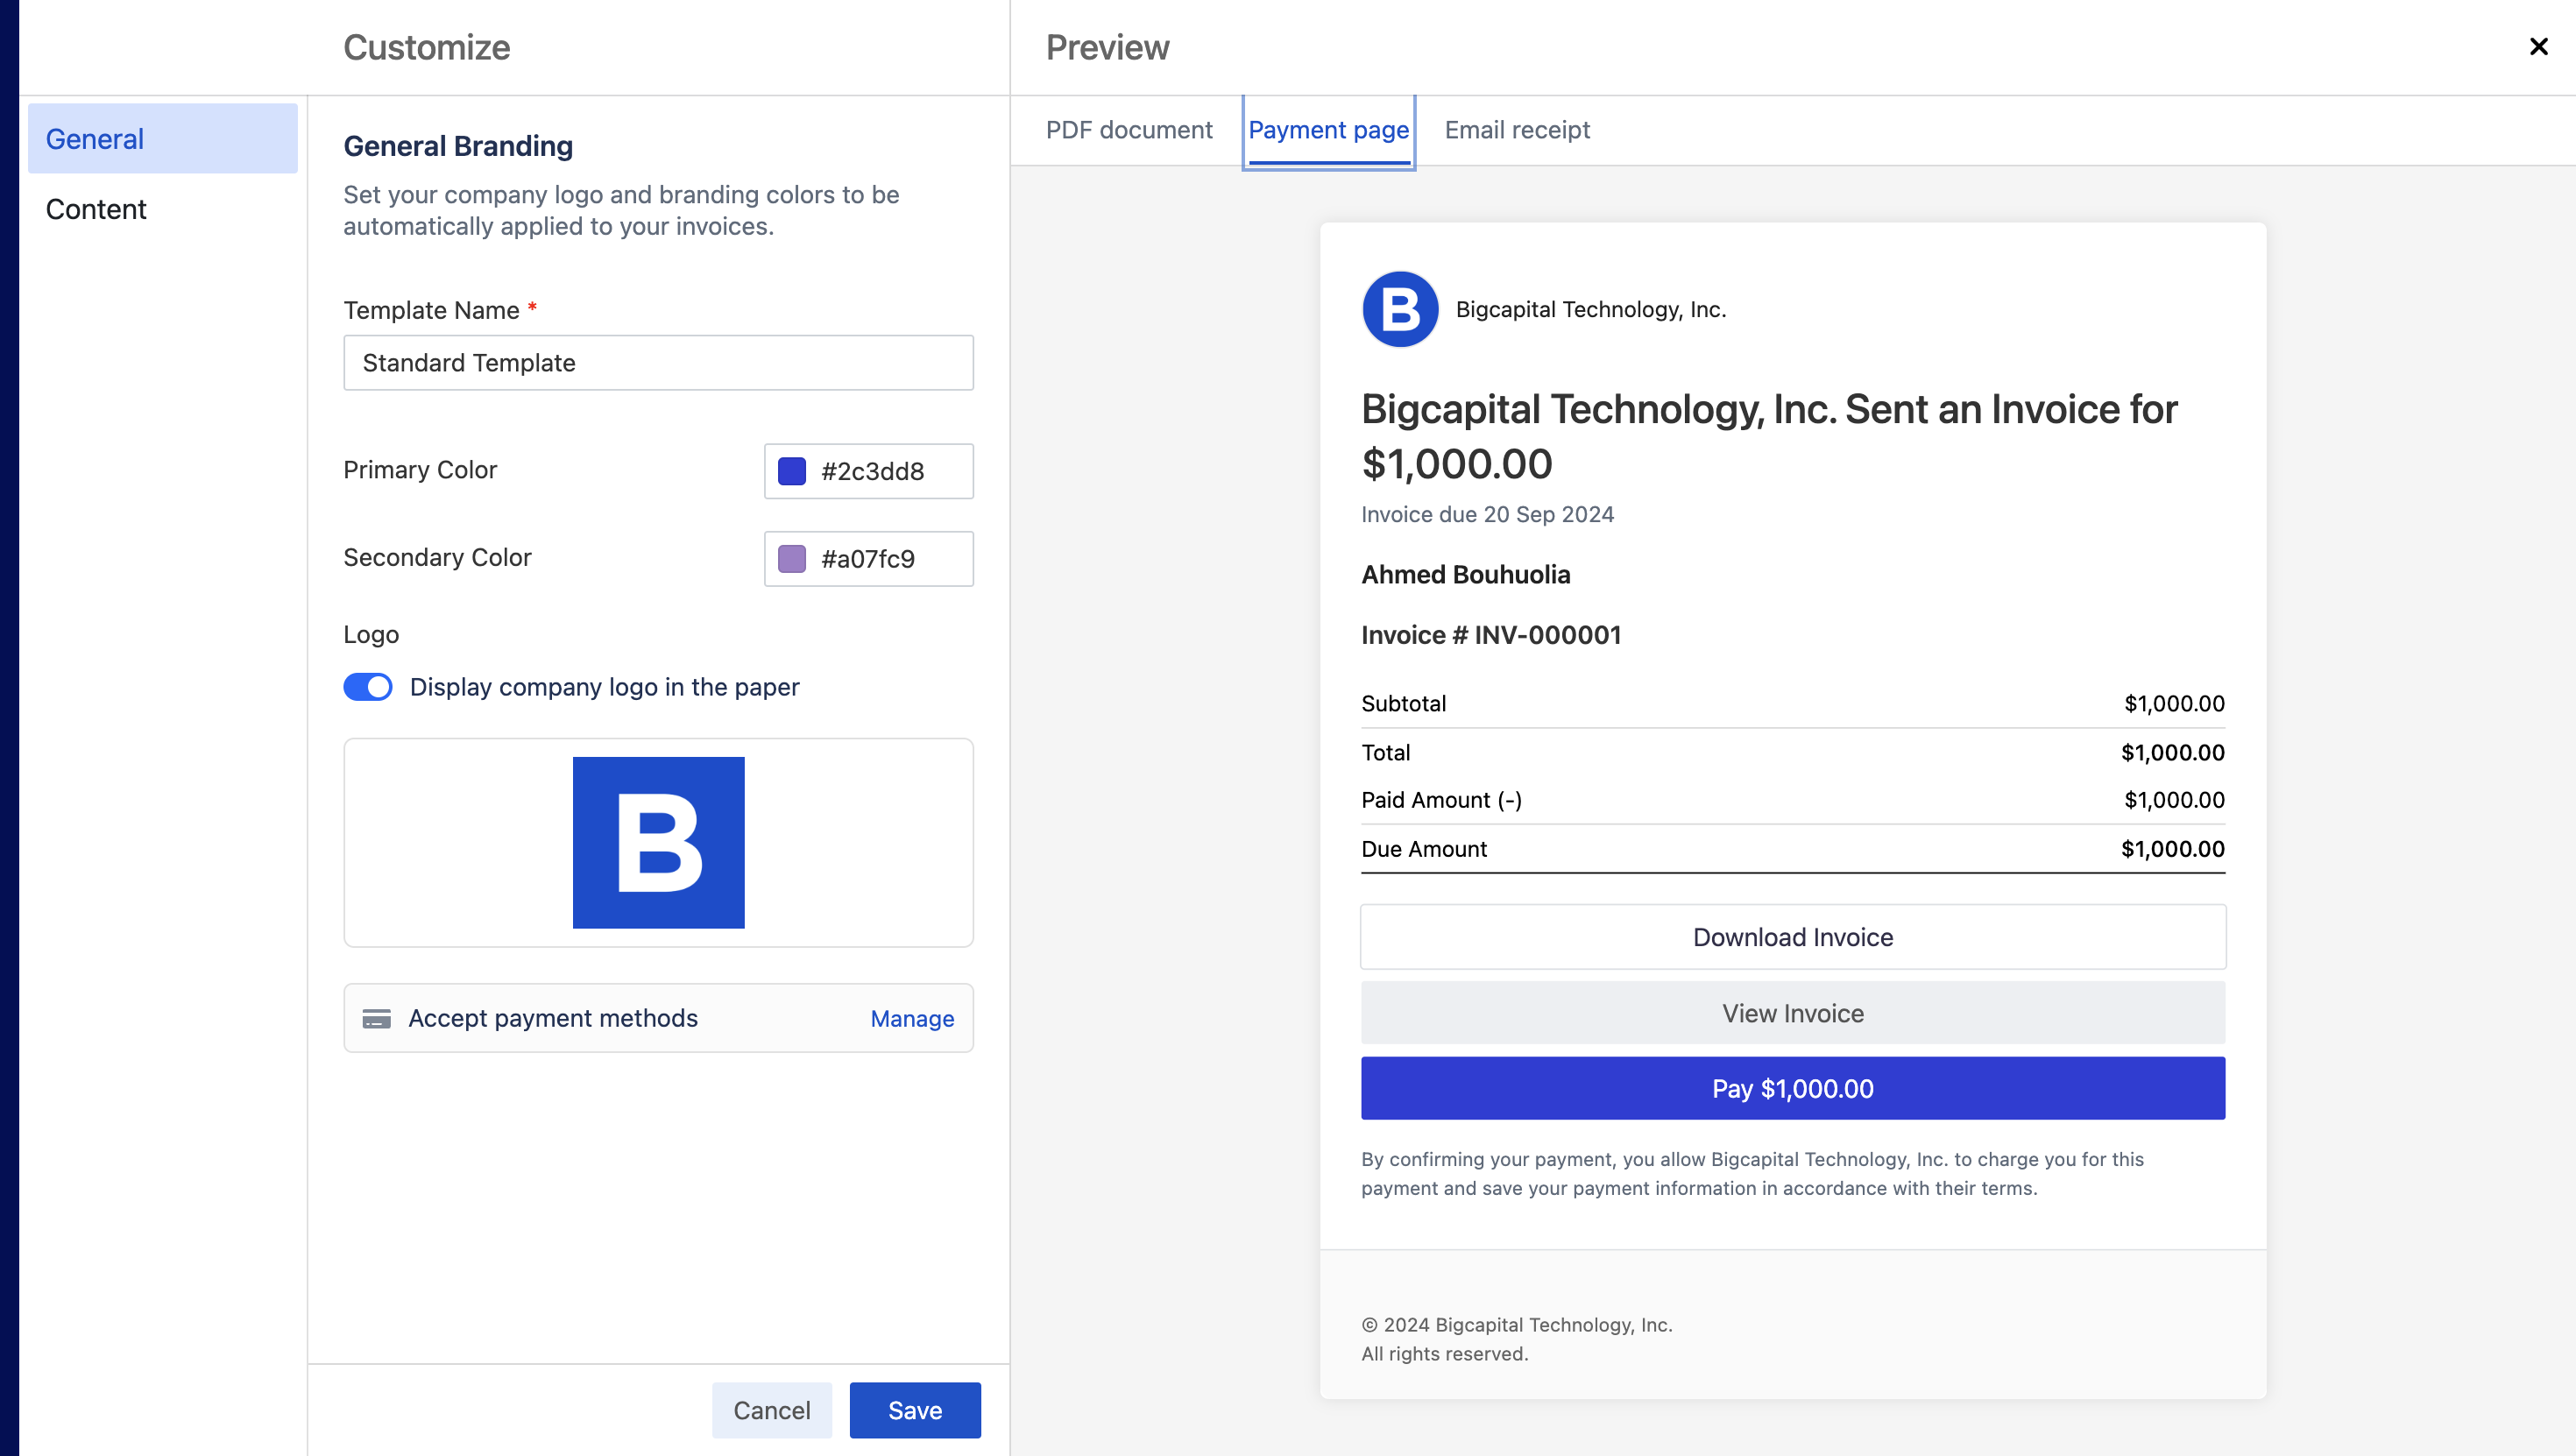 Customize
Preview
General
Content
General Branding
Set your company logo and branding colors to be
automatically applied to your invoices.
Template Name *
Standard Template
Primary Color
#2c3dd8
Secondary Color
#a07fc9
Logo
Display company logo in the paper
B
Accept payment methods
Manage
Cancel
Save
PDF document
Payment page
Email receipt
B
Bigcapital Technology, Inc.
Bigcapital Technology, Inc. Sent an Invoice for
$1,000.00
Invoice due 20 Sep 2024
Ahmed Bouhuolia
Invoice # INV-000001
Subtotal $1,000.00
Total $1,000.00
Paid Amount (-) $1,000.00
Due Amount $1,000.00
Download Invoice
View Invoice
Pay $1,000.00
By confirming your payment, you allow Bigcapital Technology, Inc. to charge you for this
payment and save your payment information in accordance with their terms.
© 2024 Bigcapital Technology, Inc.
All rights reserved.